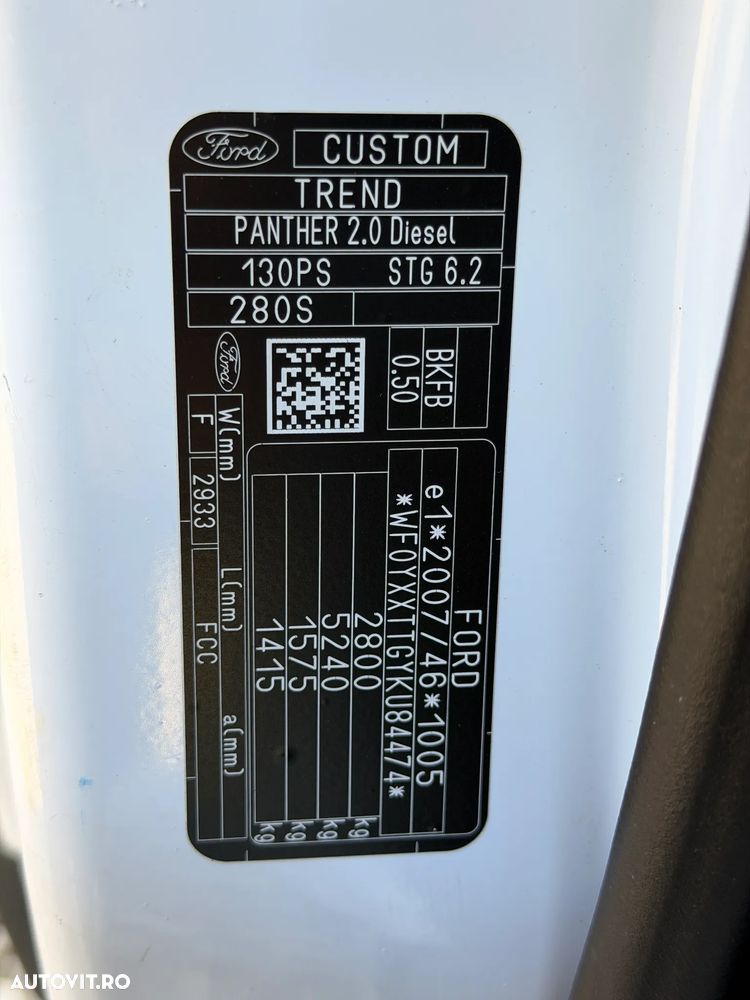 Ford CUSTOM
TREND
PANTHER 2.0 Diesel
130PS STG 6.2
280S
Ford
BKFB
0.50
FORD
e1*2007/46*1005
*WF0YXXTTGYKU84474*
2800 kg
5240 kg
1575 kg
1415 kg
W(mm) L(mm) a(mm)
F 2933 FCC
AUTOVIT.RO